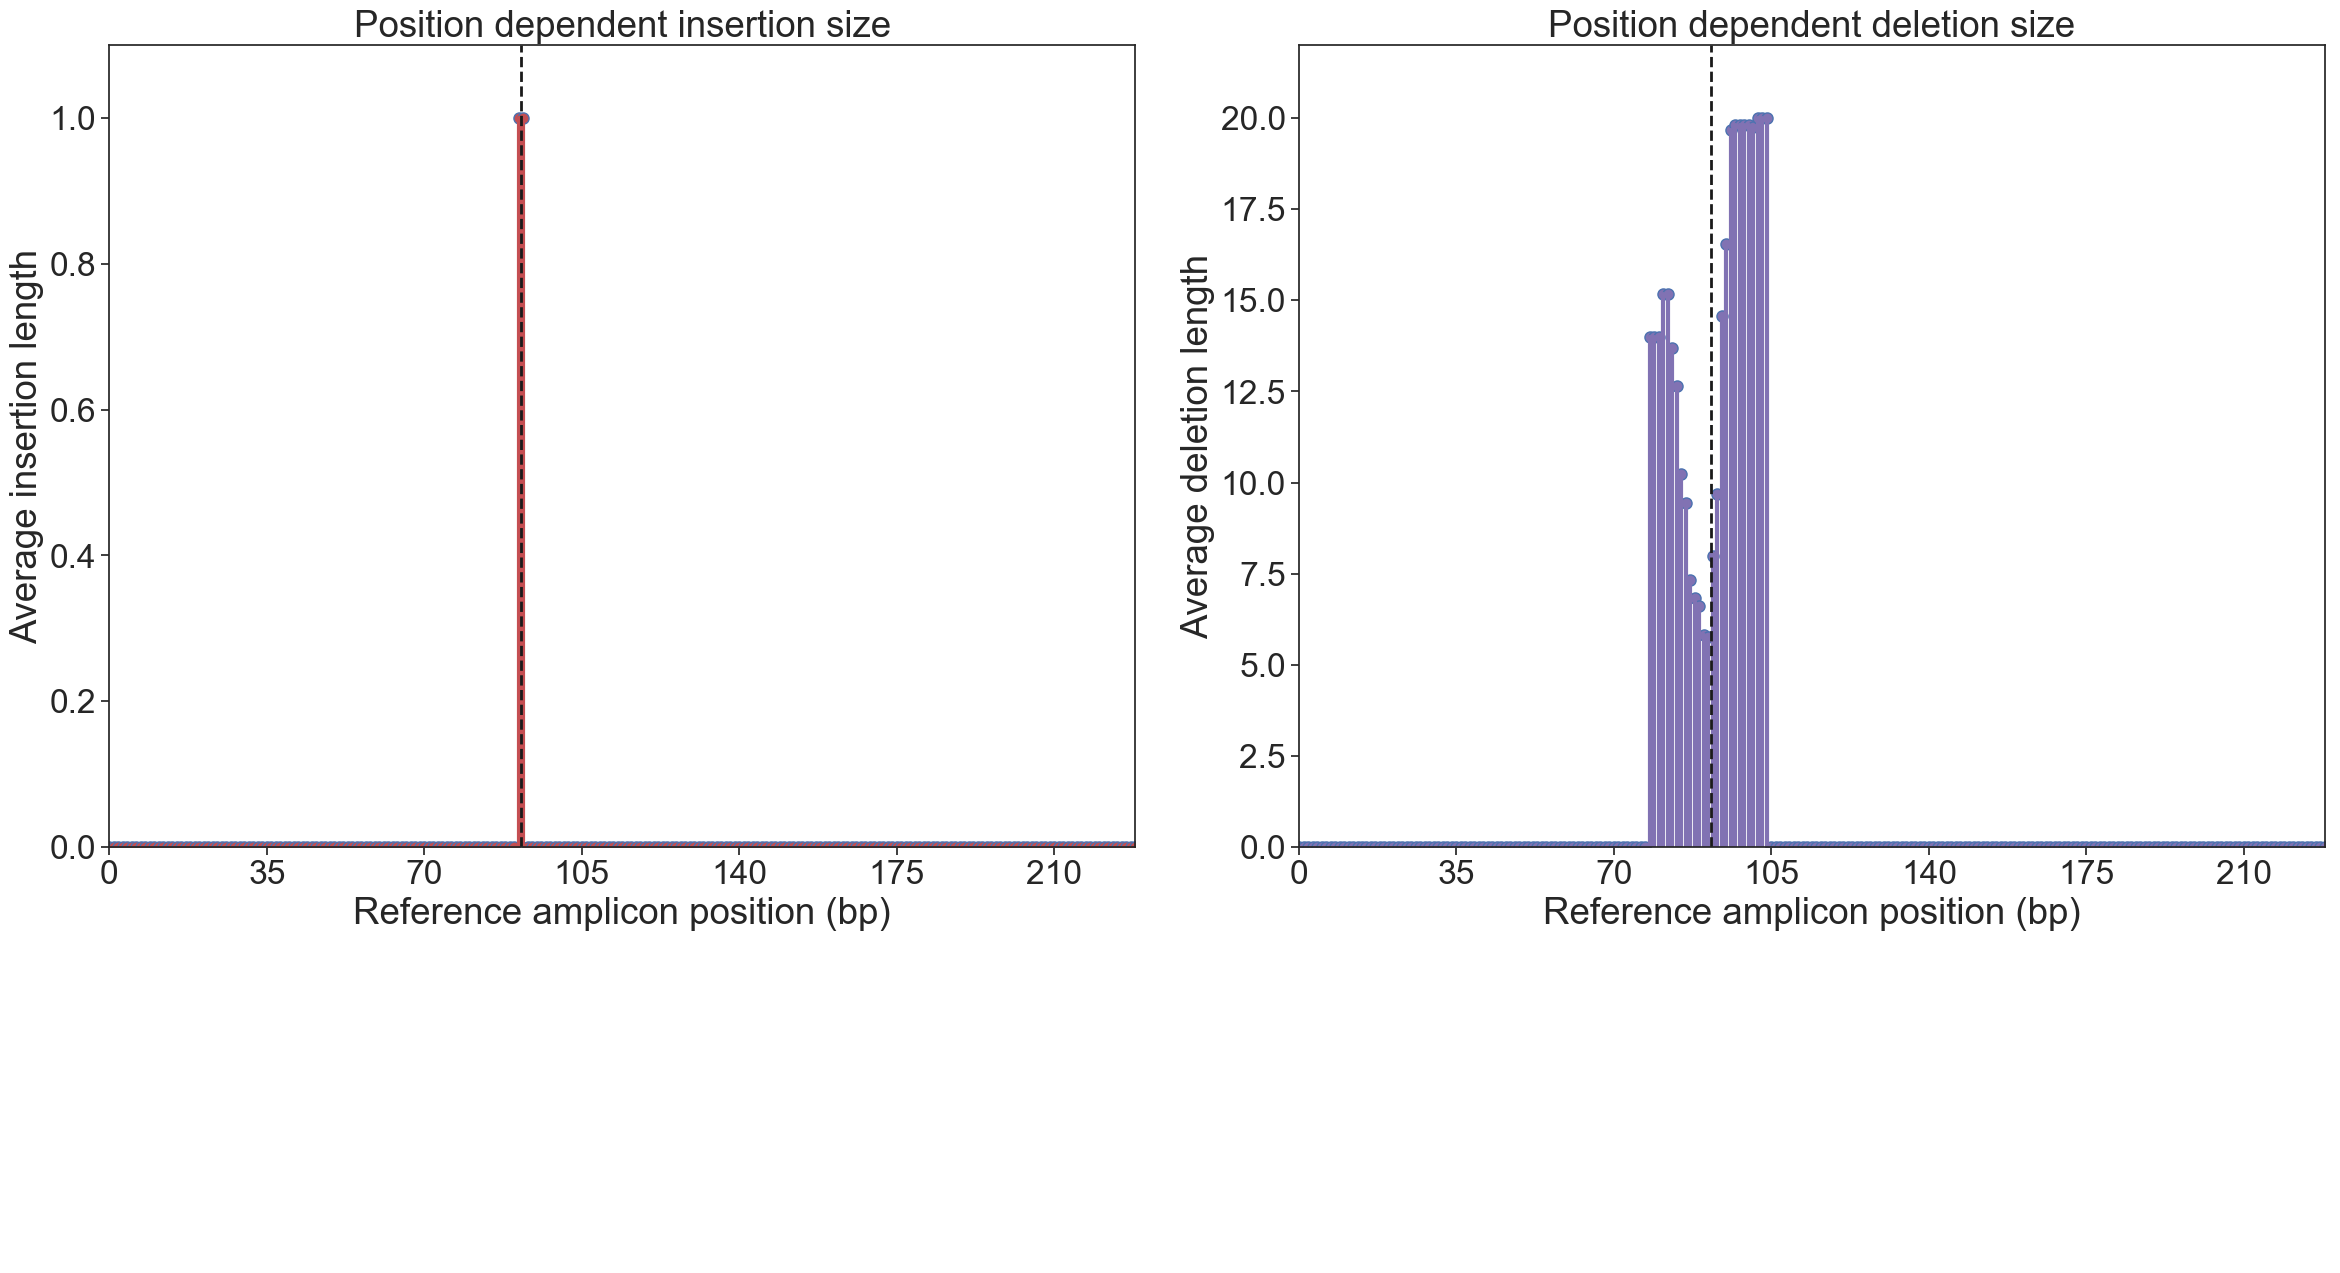 Position dependent insertion size
Average insertion length
1.0
0.8
0.6
0.4
0.2
0.0
0 35 70 105 140 175 210
Reference amplicon position (bp)
Position dependent deletion size
Average deletion length
20.0
17.5
15.0
12.5
10.0
7.5
5.0
2.5
0.0
0 35 70 105 140 175 210
Reference amplicon position (bp)